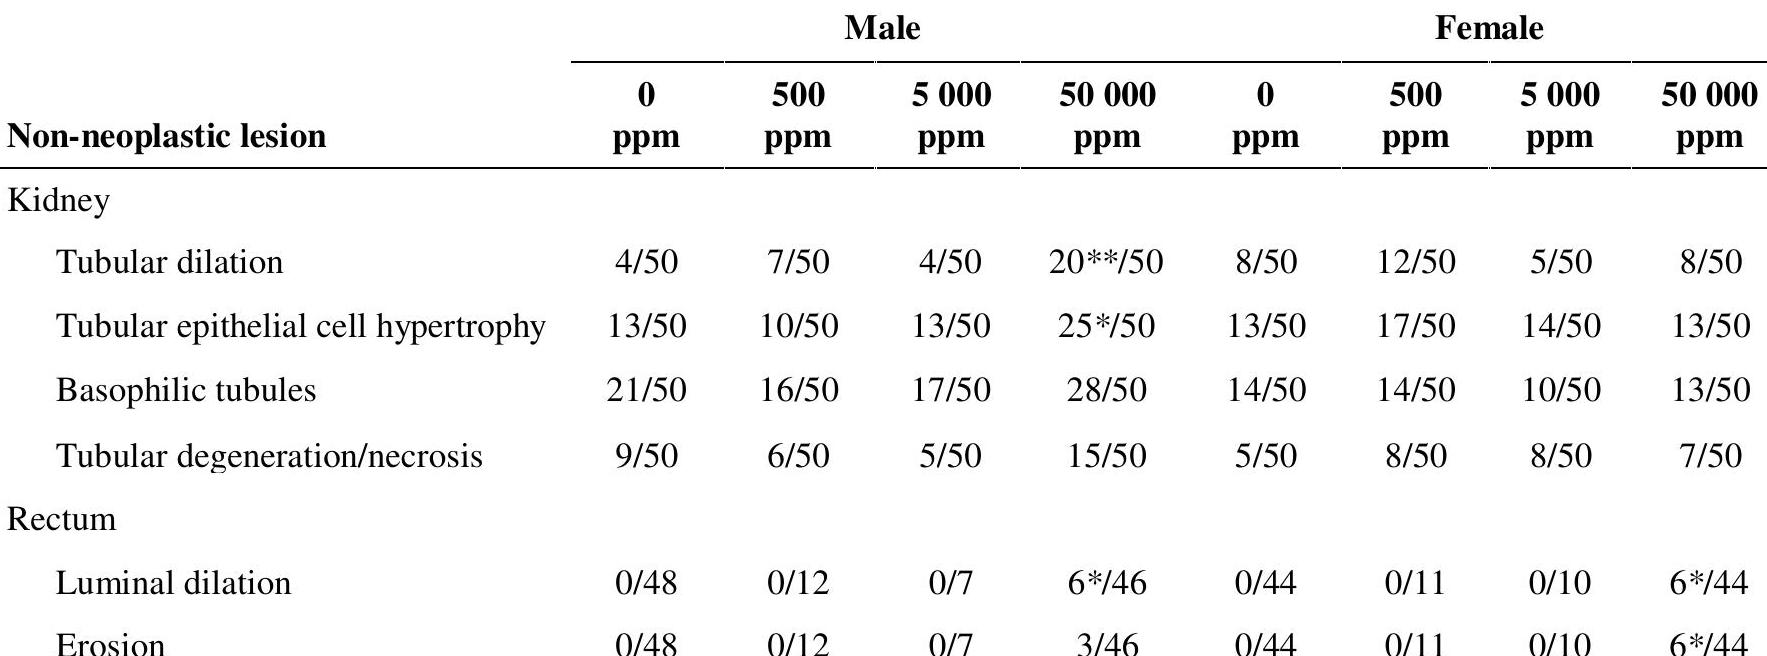 Male Female
0 500 5 000 50 000 0 500 5 000 50 000
Non-neoplastic lesion ppm ppm ppm ppm ppm ppm ppm ppm
Kidney
Tubular dilation 4/50 7/50 4/50 20**/50 8/50 12/50 5/50 8/50
Tubular epithelial cell hypertrophy 13/50 10/50 13/50 25*/50 13/50 17/50 14/50 13/50
Basophilic tubules 21/50 16/50 17/50 28/50 14/50 14/50 10/50 13/50
Tubular degeneration/necrosis 9/50 6/50 5/50 15/50 5/50 8/50 8/50 7/50
Rectum
Luminal dilation 0/48 0/12 0/7 6*/46 0/44 0/11 0/10 6*/44
Erosion 0/48 0/12 0/7 3/46 0/44 0/11 0/10 6*/44